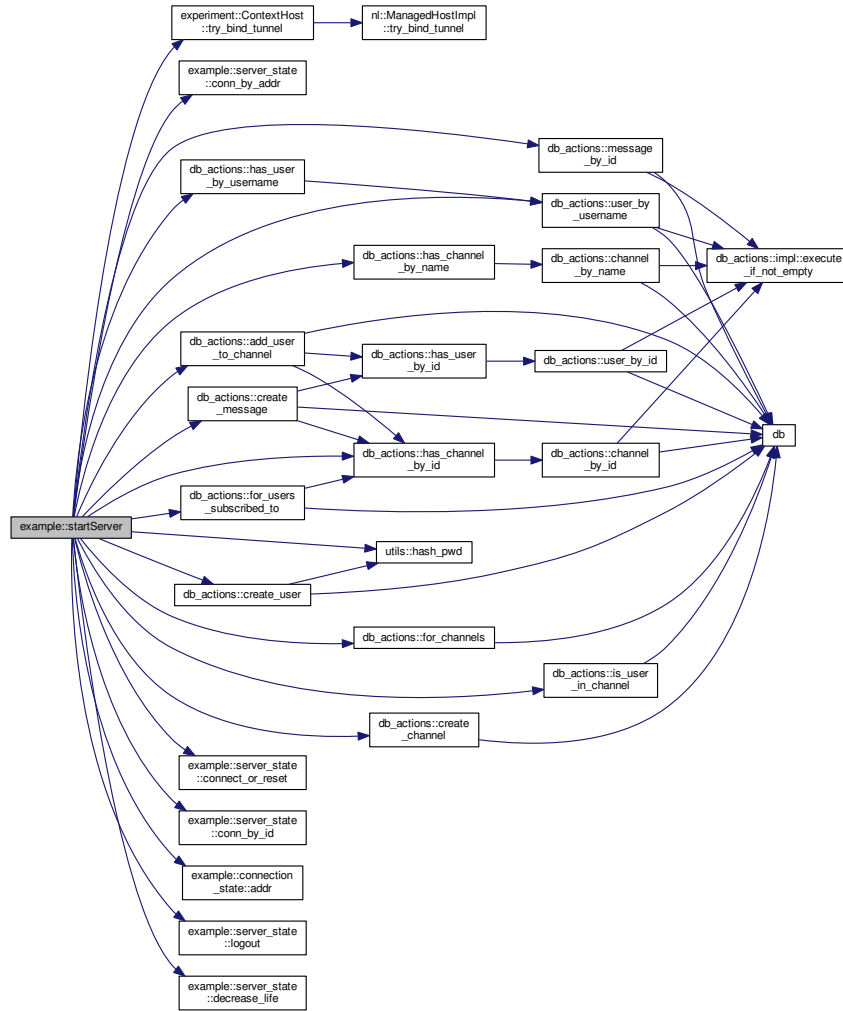 experiment::ContextHost
::try_bind_tunnel
nl::ManagedHostImpl
::try_bind_tunnel
example::server_state
::conn_by_addr
db_actions::message
_by_id
db_actions::has_user
_by_username
db_actions::user_by
_username
db_actions::has_channel
_by_name
db_actions::channel
_by_name
db_actions::impl::execute
_if_not_empty
db_actions::add_user
_to_channel
db_actions::has_user
_by_id
db_actions::user_by_id
db_actions::create
_message
db
db_actions::has_channel
_by_id
db_actions::channel
_by_id
db_actions::for_users
_subscribed_to
example::startServer
utils::hash_pwd
db_actions::create_user
db_actions::for_channels
db_actions::is_user
_in_channel
db_actions::create
_channel
example::server_state
::connect_or_reset
example::server_state
::conn_by_id
example::connection
_state::addr
example::server_state
::logout
example::server_state
::decrease_life